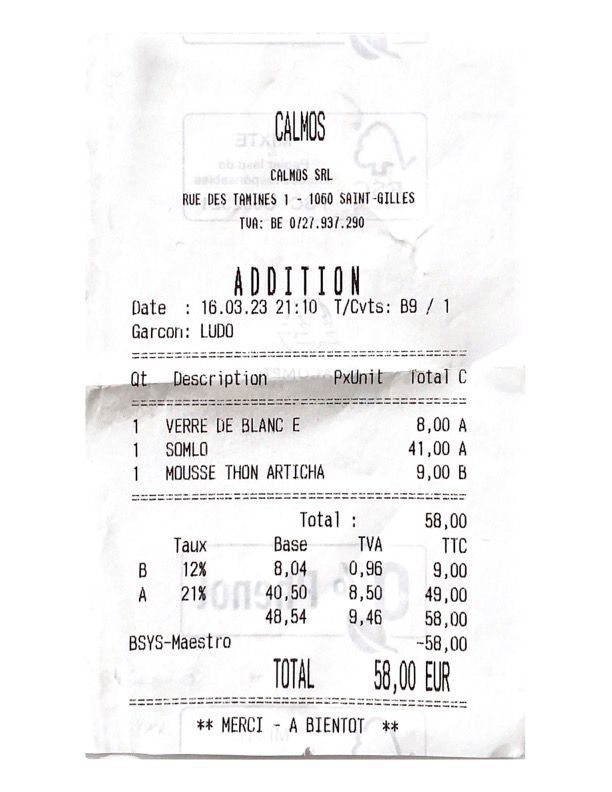 CALMOS
CALMOS SRL
RUE DES TAMINES 1 - 1060 SAINT-GILLES
TVA: BE 0727.937.290
ADDITION
Date : 16.03.23 21:10 T/Cvts: B9 / 1
Garcon: LUDO
Qt Description PxUnit Total C
1 VERRE DE BLANC E 8,00 A
1 SOMLO 41,00 A
1 MOUSSE THON ARTICHA 9,00 B
Total : 58,00
Taux Base TVA TTC
B 12% 8,04 0,96 9,00
A 21% 40,50 8,50 49,00
48,54 9,46 58,00
BSYS-Maestro -58,00
TOTAL 58,00 EUR
** MERCI - A BIENTOT **